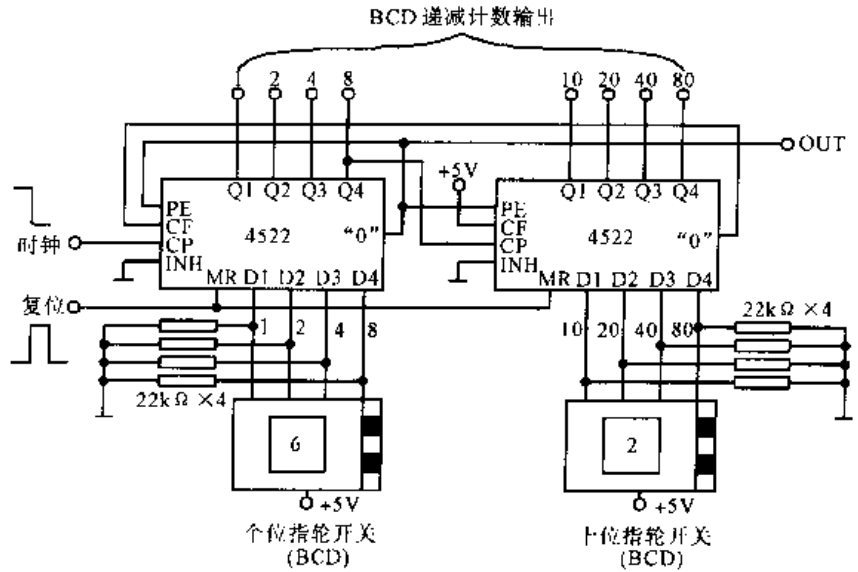 BCD 递减计数输出
2 4 8 10 20 40 80
OUT
+5V
Q1 Q2 Q3 Q4
Q1 Q2 Q3 Q4
PE
CF
CP
INH
4522
“0”
PE
CF
CP
INH
4522
“0”
时钟
MR D1 D2 D3 D4
MR D1 D2 D3 D4
复位
1 2 4 8
10 20 40 80
22kΩ ×4
22kΩ ×4
6
2
+5V
+5V
个位指轮开关
(BCD)
十位指轮开关
(BCD)